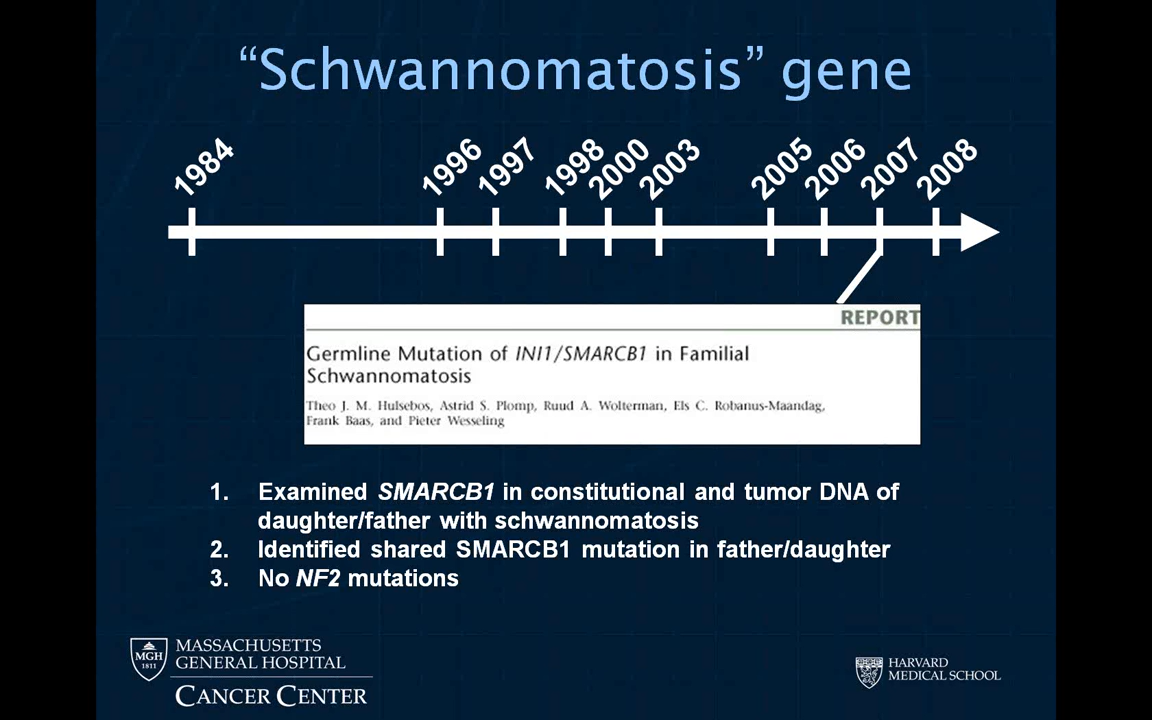 “Schwannomatosis” gene
1984 1996 1997 1998 2000 2003 2005 2006 2007 2008
REPORT
Germline Mutation of INI1/SMARCB1 in Familial
Schwannomatosis
Theo J. M. Hulsebos, Astrid S. Plomp, Ruud A. Wolterman, Els C. Robanus-Maandag,
Frank Baas, and Pieter Wesseling
1. Examined SMARCB1 in constitutional and tumor DNA of
daughter/father with schwannomatosis
2. Identified shared SMARCB1 mutation in father/daughter
3. No NF2 mutations
MGH
1811
MASSACHUSETTS
GENERAL HOSPITAL
CANCER CENTER
HARVARD
MEDICAL SCHOOL